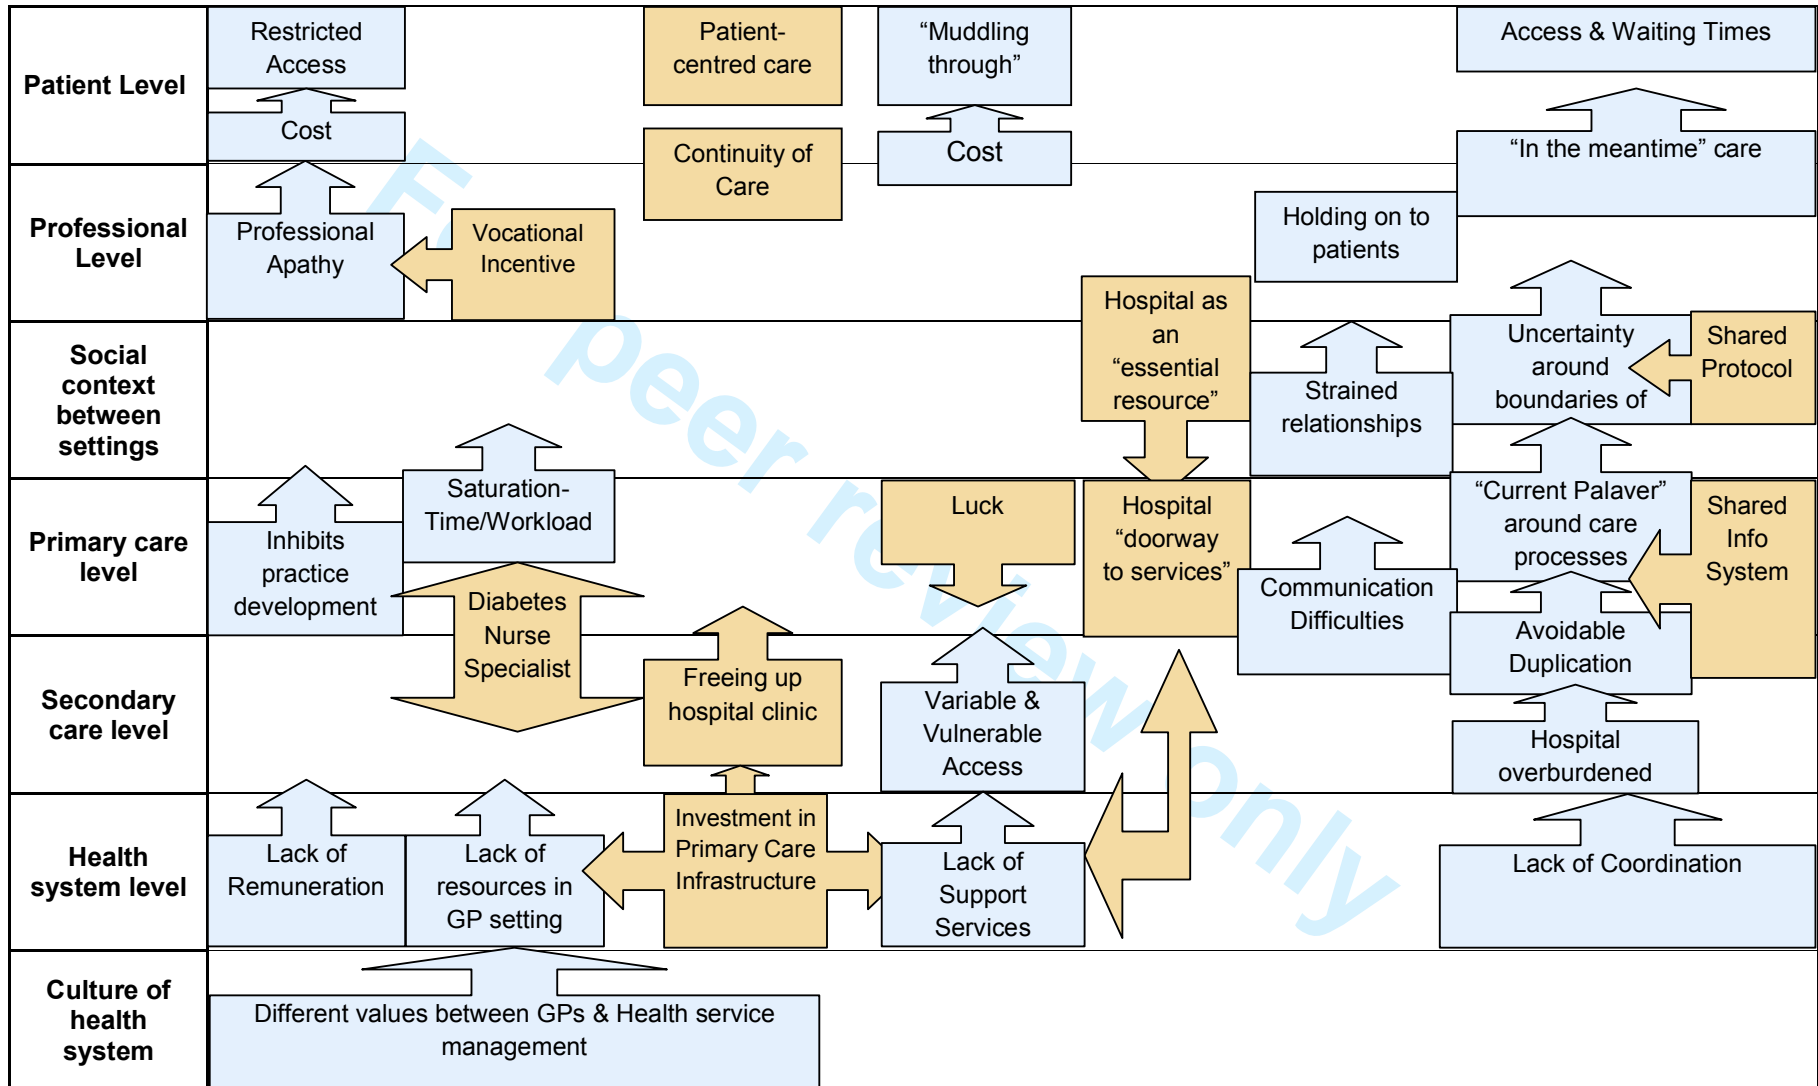 Patient Level
Restricted
Access
Cost
Patient-
centred care
Continuity of
Care
“Muddling
through”
Cost
Access & Waiting Times
“In the meantime” care
Professional
Level
Professional
Apathy
Vocational
Incentive
Holding on to
patients
Social
context
between
settings
Hospital as
an
“essential
resource”
Strained
relationships
Uncertainty
around
boundaries of
Shared
Protocol
Primary care
level
Inhibits
practice
development
Saturation-
Time/Workload
Diabetes
Nurse
Specialist
Luck
Hospital
“doorway
to services”
Communication
Difficulties
“Current Palaver”
around care
processes
Shared
Info
System
Secondary
care level
Freeing up
hospital clinic
Variable &
Vulnerable
Access
Avoidable
Duplication
Hospital
overburdened
Health
system level
Lack of
Remuneration
Lack of
resources in
GP setting
Investment in
Primary Care
Infrastructure
Lack of
Support
Services
Lack of Coordination
Culture of
health
system
Different values between GPs & Health service
management
peer review only